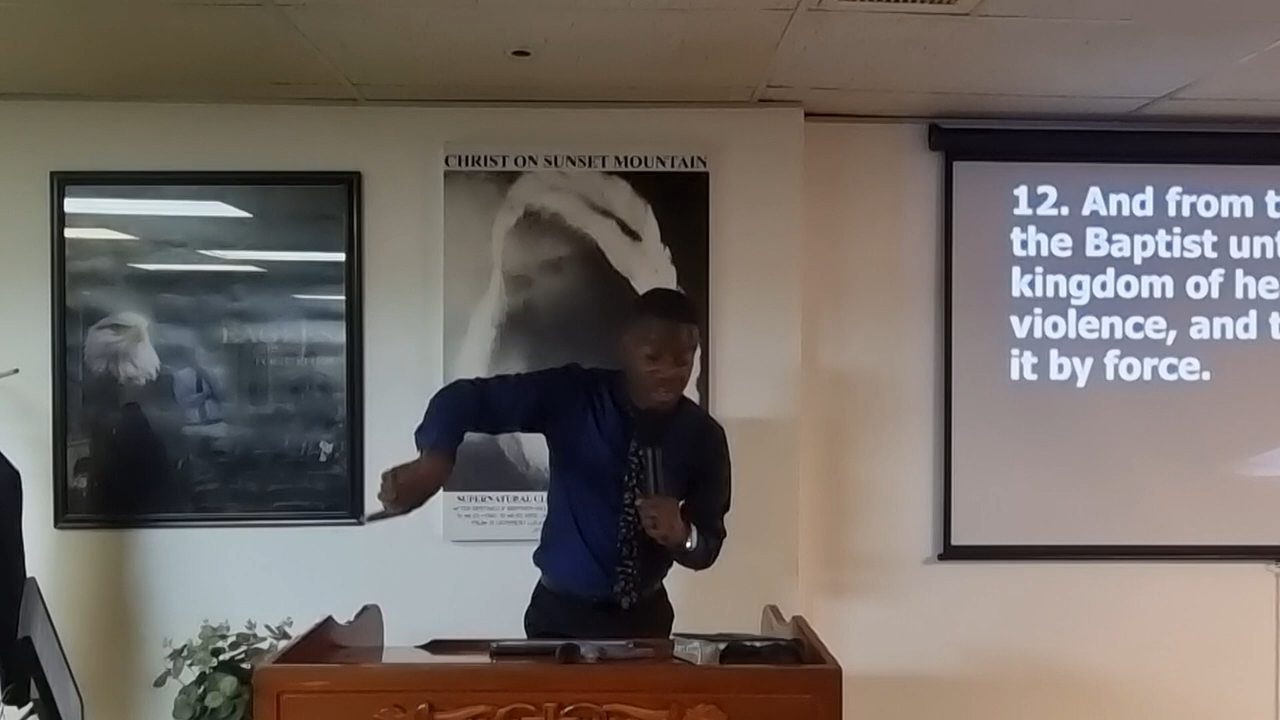 CHRIST ON SUNSET MOUNTAIN
SUPERNATURAL CL
12. And from t
the Baptist unt
kingdom of he
violence, and t
it by force.